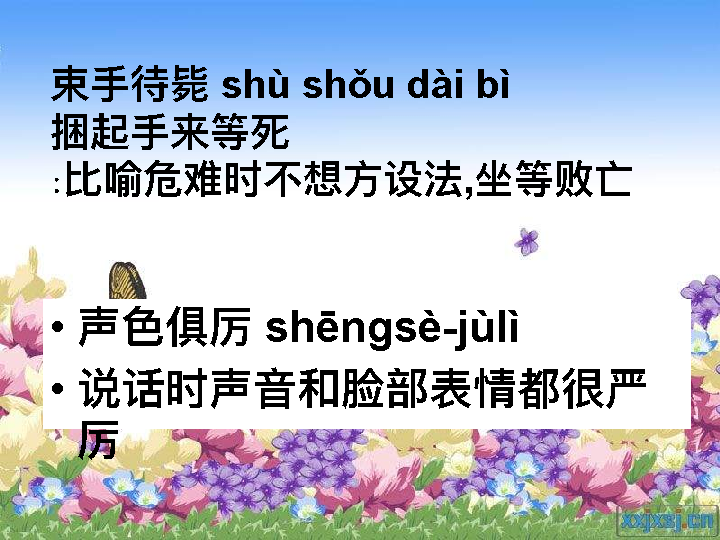 束手待毙 shù shǒu dài bì
捆起手来等死
:比喻危难时不想方设法,坐等败亡
• 声色俱厉 shēngsè-jùlì
• 说话时声音和脸部表情都很严
厉
xxjxsj.cn